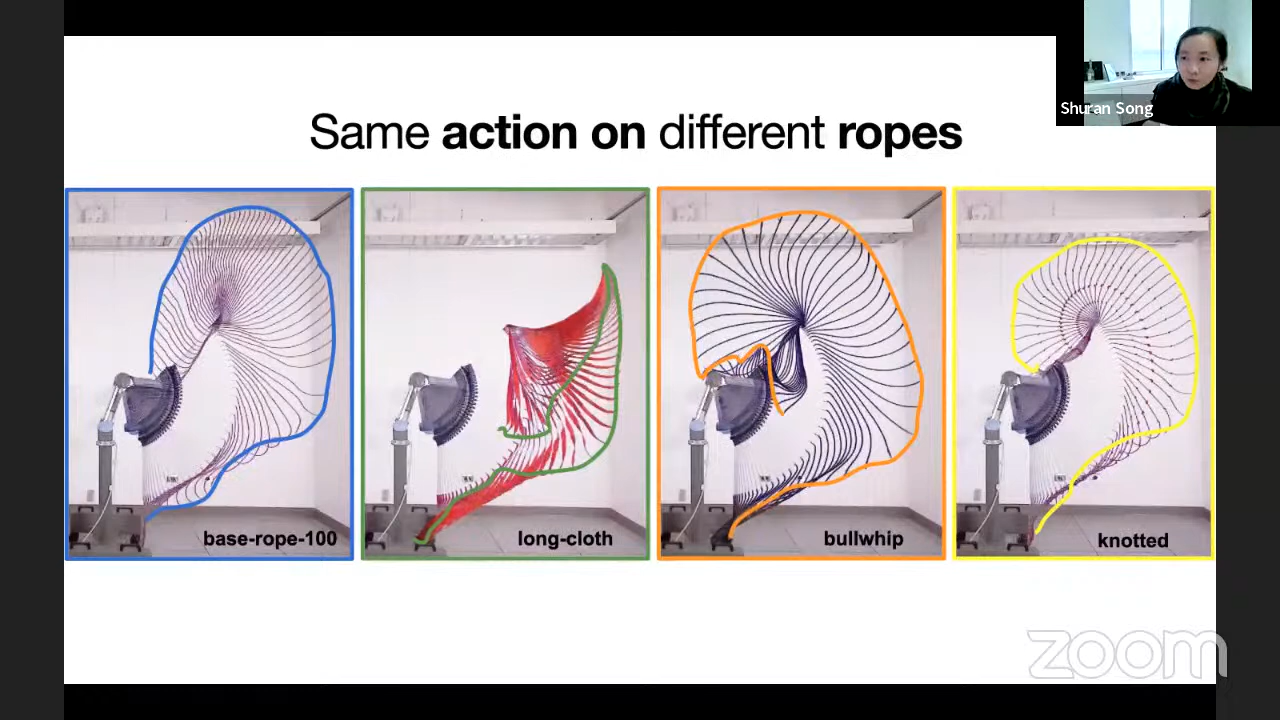 Shuran Song
Same action on different ropes
base-rope-100
long-cloth
bullwhip
knotted
zoom